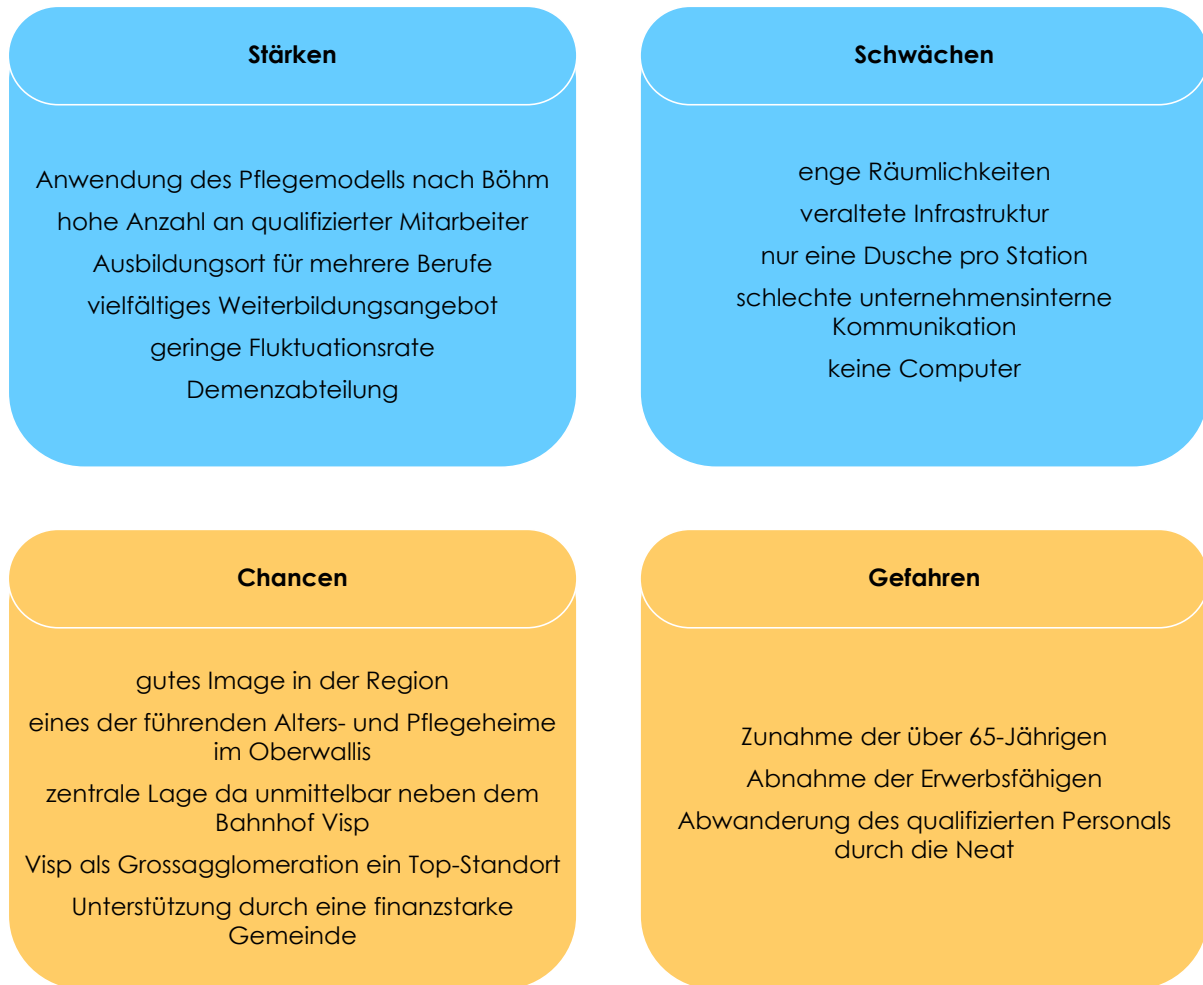 Stärken
Anwendung des Pflegemodells nach Böhm
hohe Anzahl an qualifizierter Mitarbeiter
Ausbildungsort für mehrere Berufe
vielfältiges Weiterbildungsangebot
geringe Fluktuationsrate
Demenzabteilung
Schwächen
enge Räumlichkeiten
veraltete Infrastruktur
nur eine Dusche pro Station
schlechte unternehmensinterne
Kommunikation
keine Computer
Chancen
gutes Image in der Region
eines der führenden Alters- und Pflegeheime
im Oberwallis
zentrale Lage da unmittelbar neben dem
Bahnhof Visp
Visp als Grossagglomeration ein Top-Standort
Unterstützung durch eine finanzstarke
Gemeinde
Gefahren
Zunahme der über 65-Jährigen
Abnahme der Erwerbsfähigen
Abwanderung des qualifizierten Personals
durch die Neat